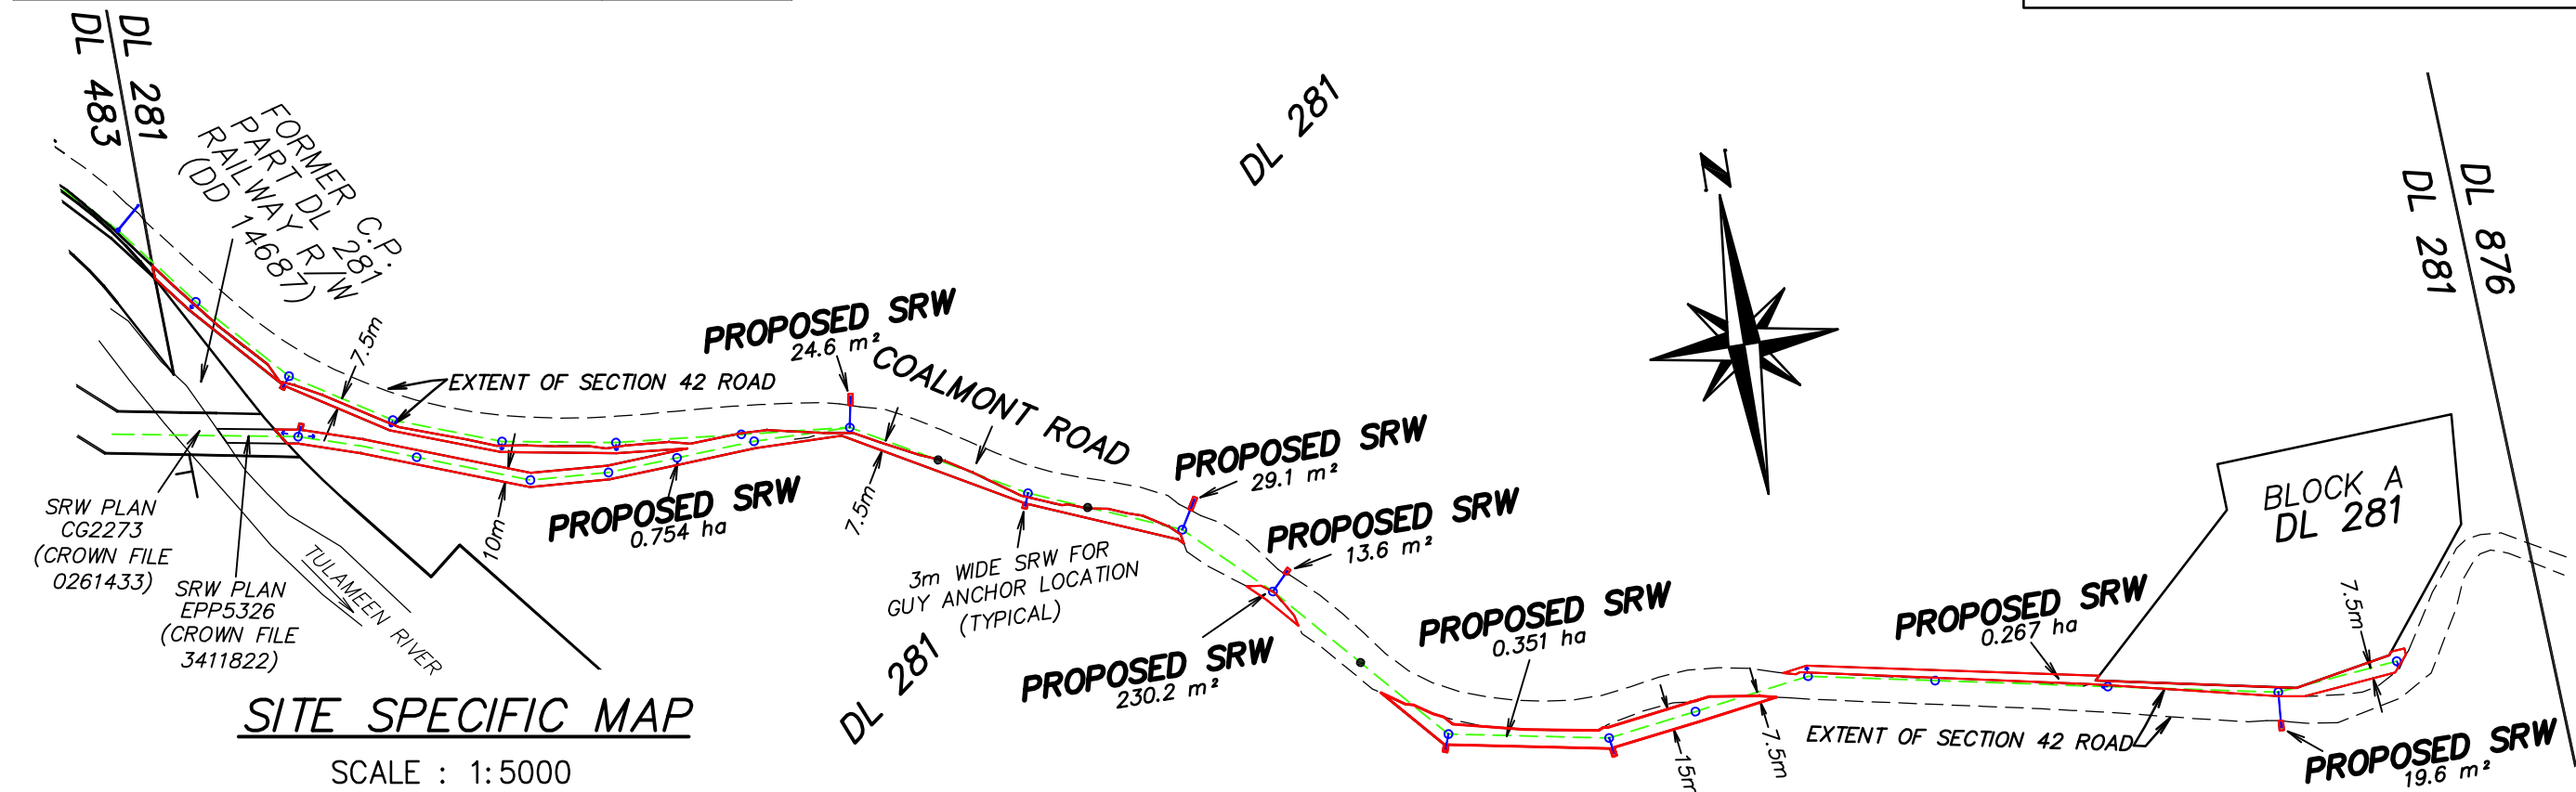 DL 281
DL 483
FORMER C.P.
PART DL 281
RAILWAY R/W
(DD 14687)
DL 281
N
DL 876
DL 281
7.5m
EXTENT OF SECTION 42 ROAD
PROPOSED SRW
24.6 m²
COALMONT ROAD
PROPOSED SRW
29.1 m²
PROPOSED SRW
13.6 m²
BLOCK A
DL 281
SRW PLAN
CG2273
(CROWN FILE
0261433)
SRW PLAN
EPP5326
(CROWN FILE
3411822)
TULAMEEN RIVER
10m
PROPOSED SRW
0.754 ha
7.5m
3m WIDE SRW FOR
GUY ANCHOR LOCATION
(TYPICAL)
DL 281
PROPOSED SRW
230.2 m²
PROPOSED SRW
0.351 ha
15m
7.5m
PROPOSED SRW
0.267 ha
7.5m
EXTENT OF SECTION 42 ROAD
PROPOSED SRW
19.6 m²
SITE SPECIFIC MAP
SCALE : 1:5000